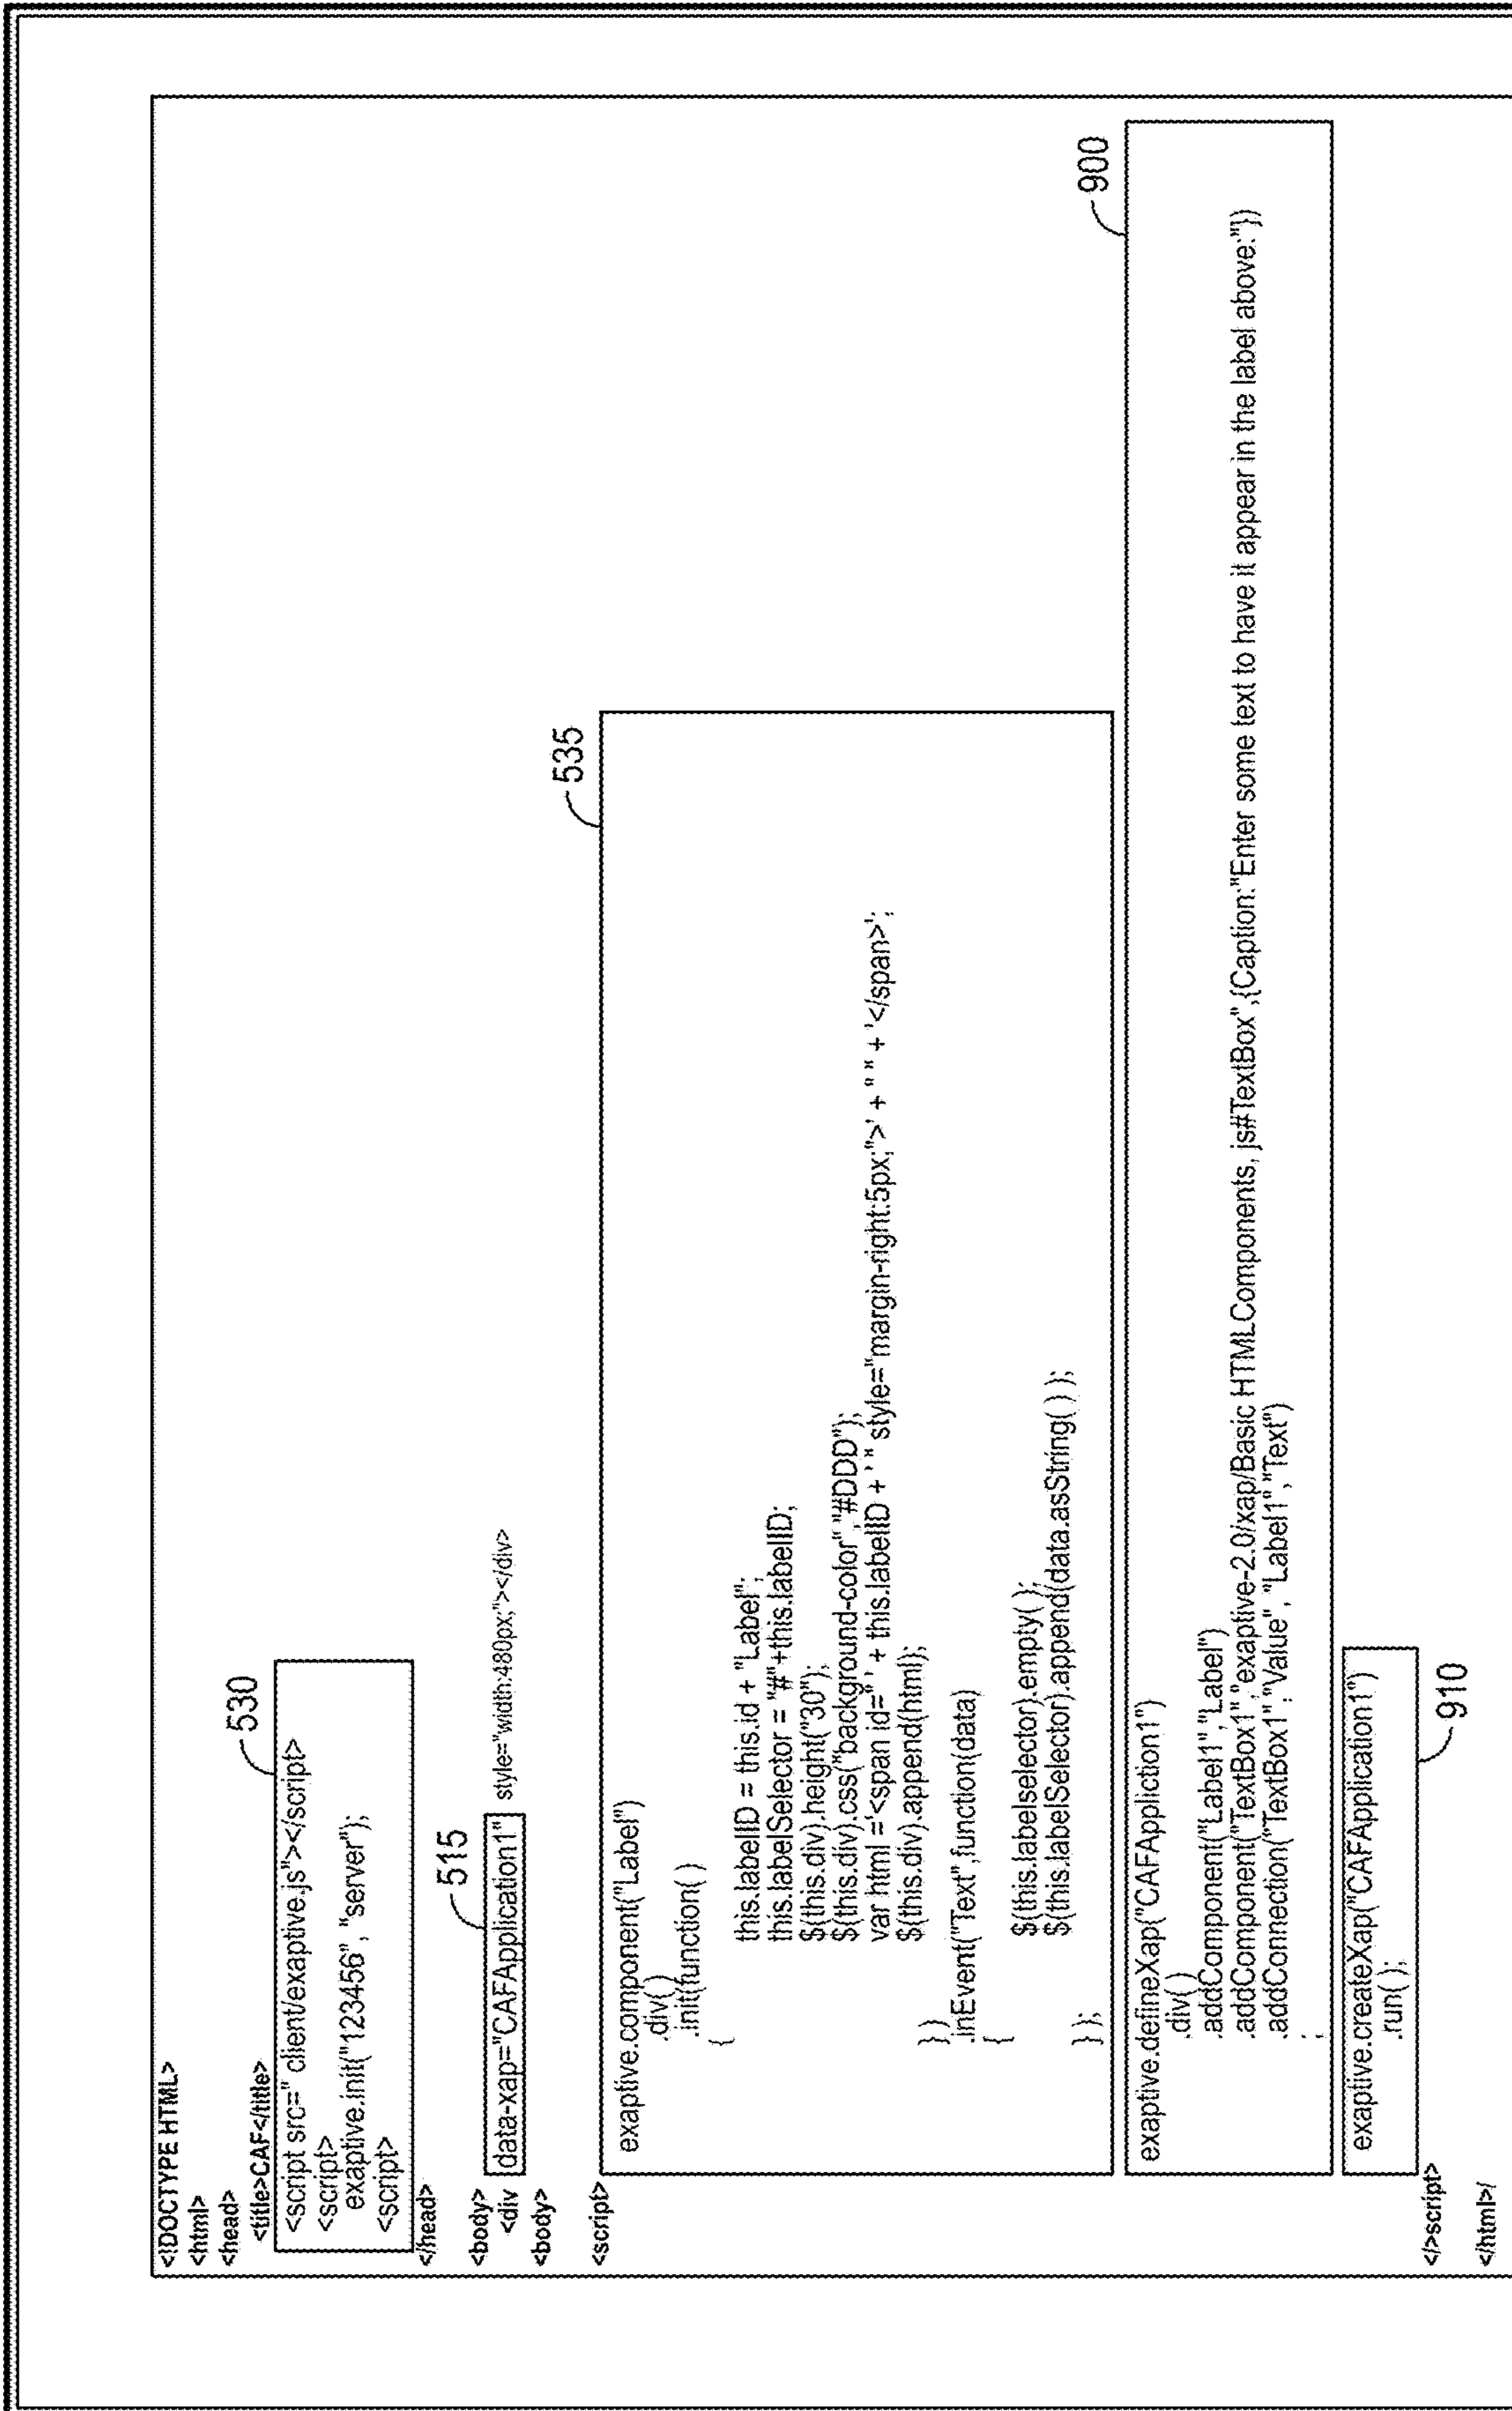 <!DOCTYPE HTML>
<html>
<head>
<title>CAF</title>
530
<script src=" client/exaptive.js"></script>
<script>
exaptive.init("123456", "server");
<script>
</head>
515
<body>
<div data-xap="CAFApplication1" style="width:480px;"></div>
<body>
535
<script>
exaptive.component("Label")
.div()
.init(function( )
{
this.labelID = this.id + "Label";
this.labelSelector = "#"+this.labelID;
$(this.div).height("30");
$(this.div).css("background-color","#DDD");
var html ='<span id=" ' + this.labelID + ' " style="margin-right:5px;">' + " " + '</span>';
$(this.div).append(html);
} )
.inEvent("Text",function(data)
{
$(this.labelselector).empty( );
$(this.labelSelector).append(data.asString( ) );
} );
900
exaptive.defineXap("CAFAppliction1")
.div()
.addComponent("Label1","Label")
.addComponent("TextBox1","exaptive-2.0/xap/Basic HTMLComponents, js#TextBox",{Caption:"Enter some text to have it appear in the label above:"})
.addConnection("TextBox1","Value", "Label1","Text")
;
exaptive.createXap("CAFApplication1")
.run( );
910
</>script>
</html>/